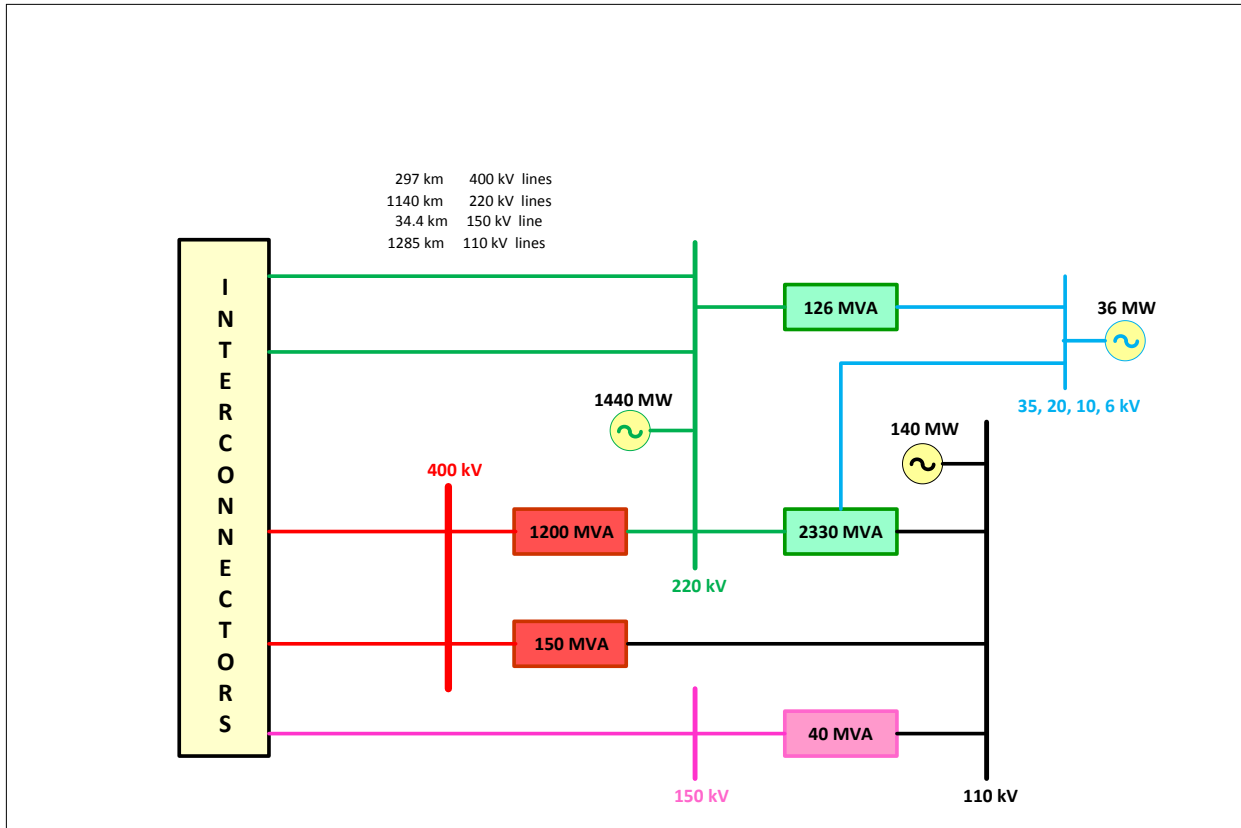 297 km 400 kV lines
1140 km 220 kV lines
34.4 km 150 kV line
1285 km 110 kV lines
INTERCONNECTORS
126 MVA
36 MW
35, 20, 10, 6 kV
1440 MW
140 MW
400 kV
1200 MVA
2330 MVA
220 kV
150 MVA
40 MVA
150 kV
110 kV